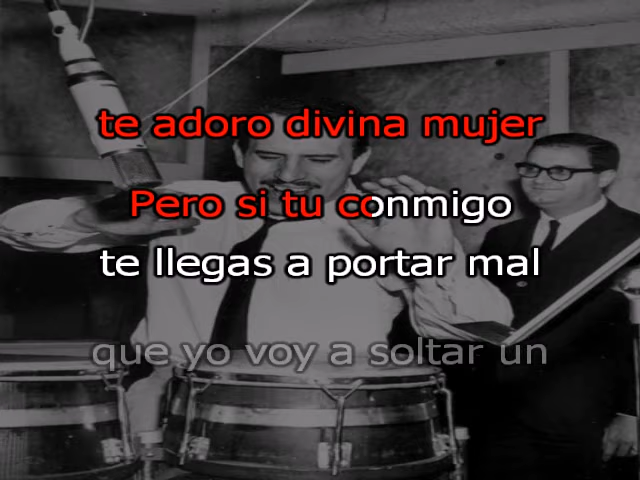 te adoro divina mujer
Pero si tu conmigo
te llegas a portar mal
que yo voy a soltar un